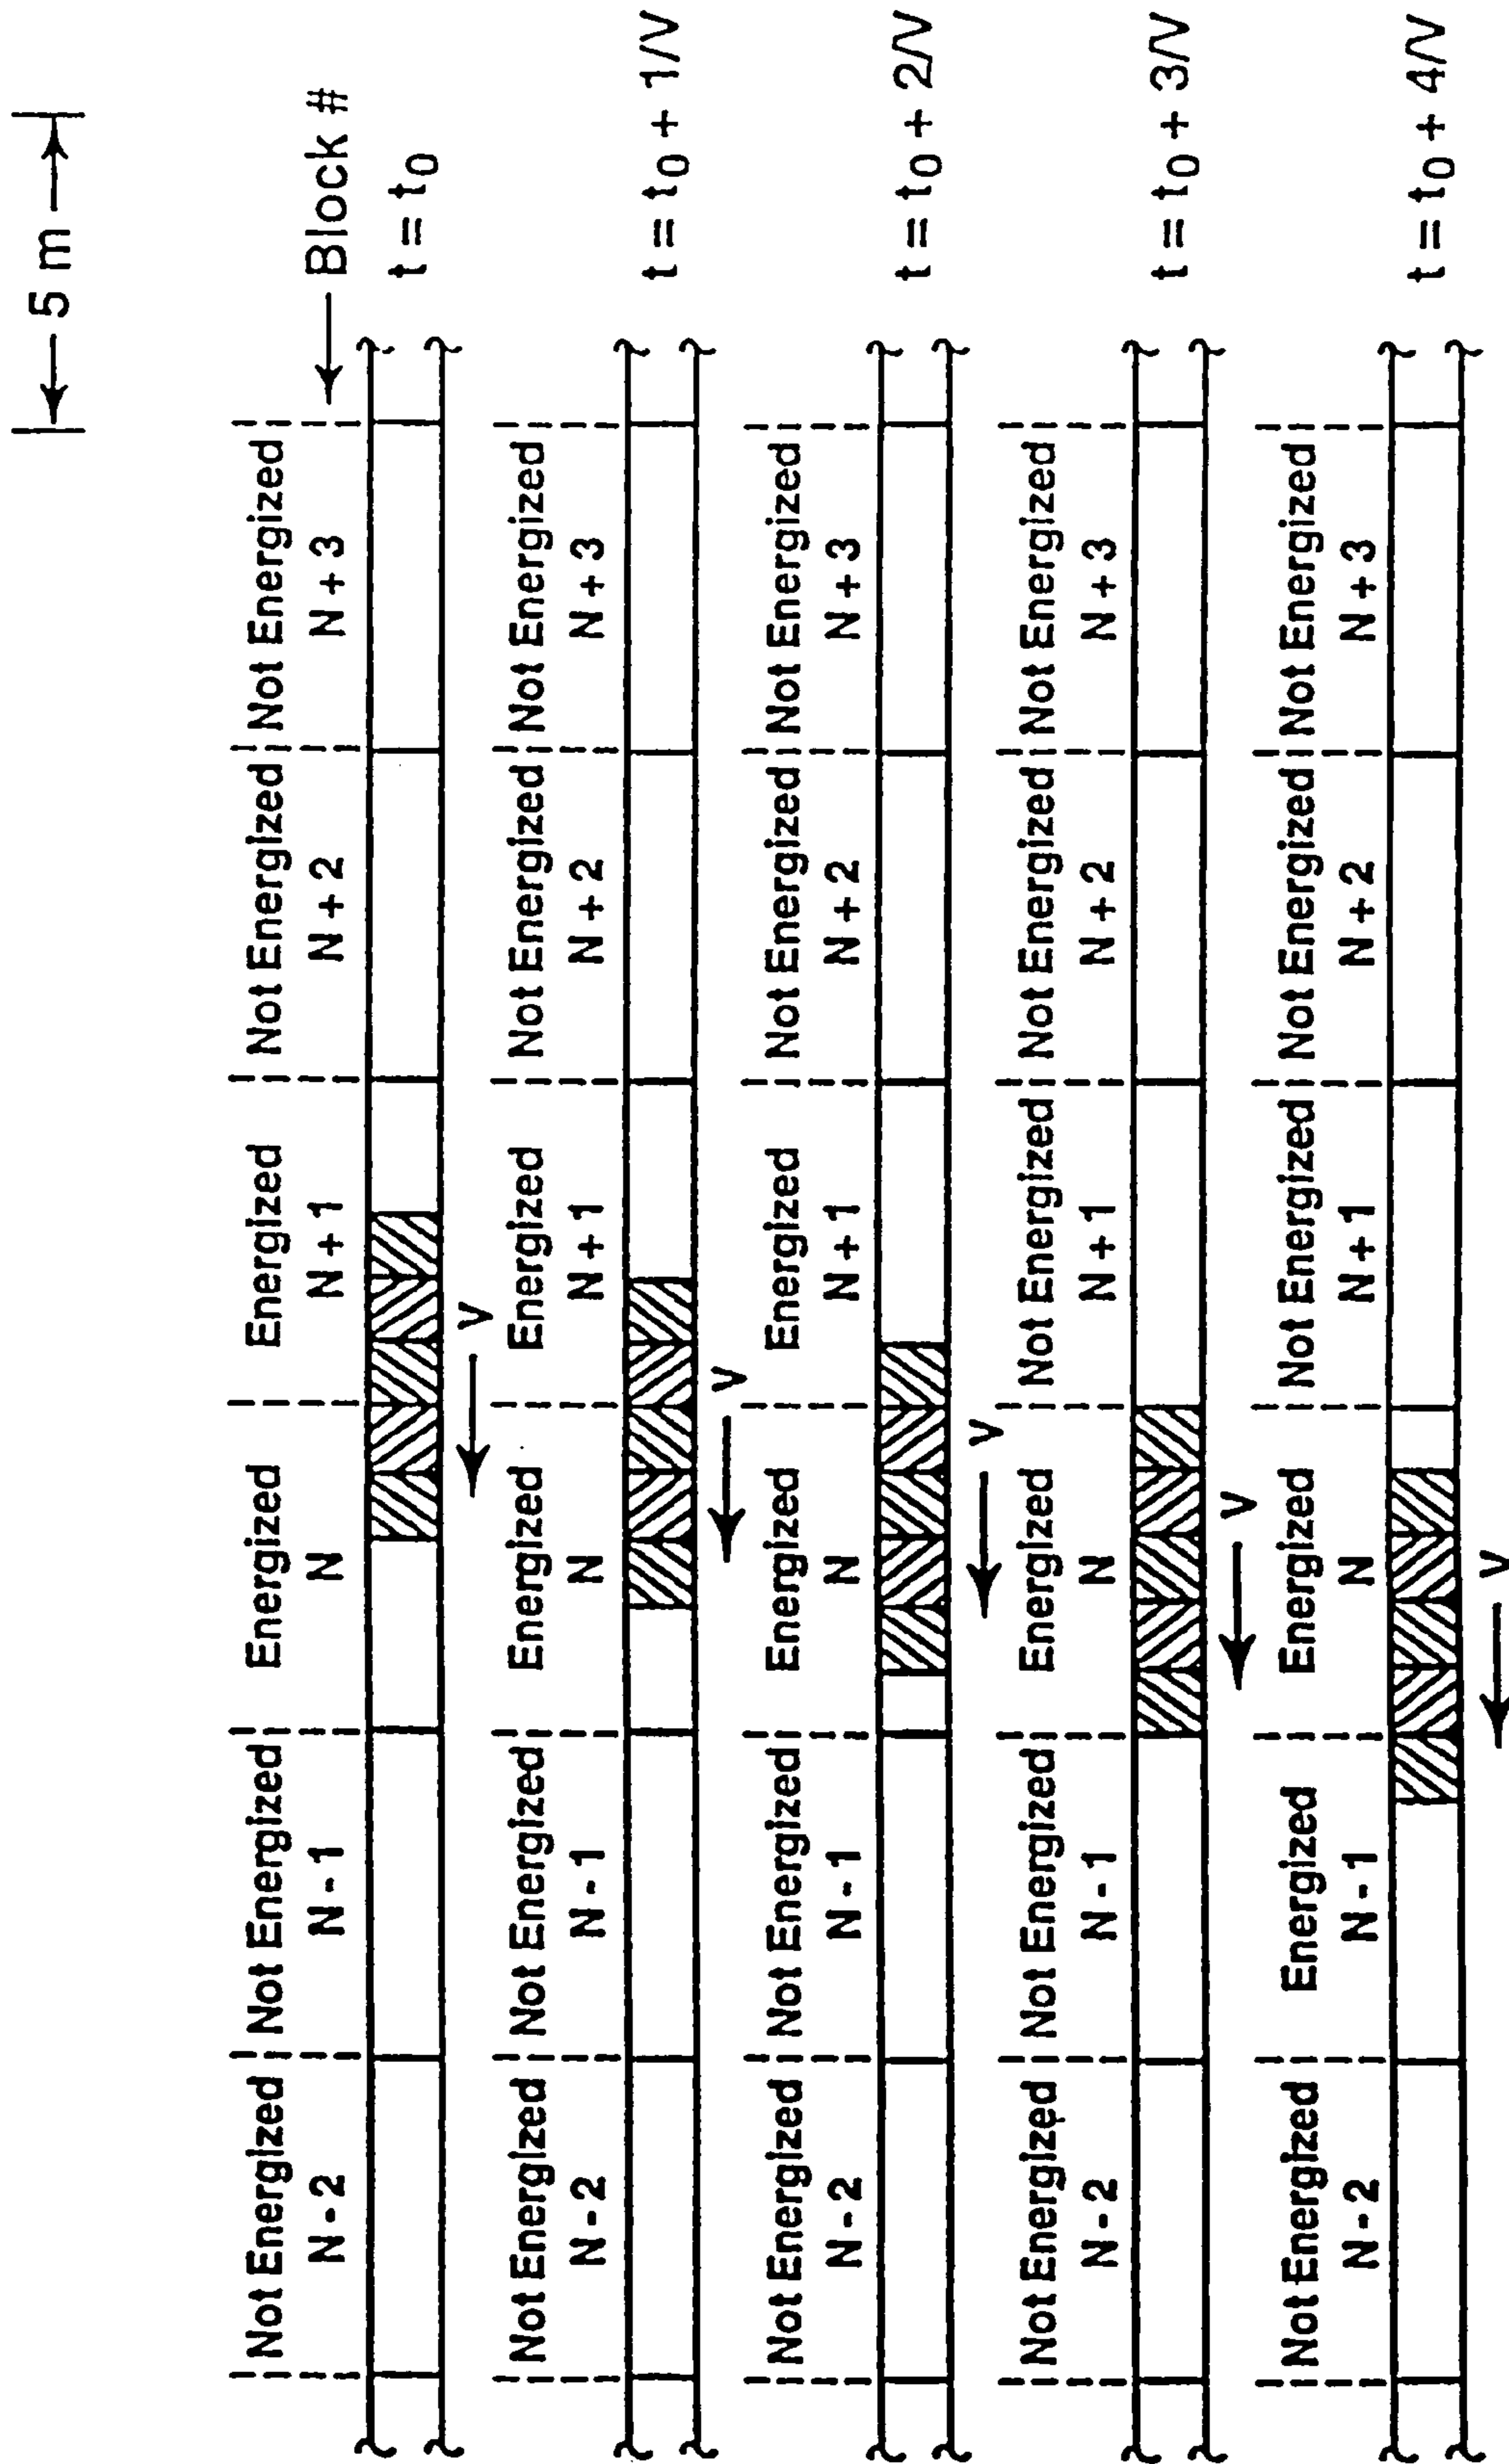 5 m
Not Energized Not Energized Energized Energized Not Energized Not Energized
N - 2 N - 1 N N + 1 N + 2 N + 3 Block #
t = t0
V
Not Energized Not Energized Energized Energized Not Energized Not Energized
N - 2 N - 1 N N + 1 N + 2 N + 3
t = t0 + 1/V
V
Not Energized Not Energized Energized Energized Not Energized Not Energized
N - 2 N - 1 N N + 1 N + 2 N + 3
t = t0 + 2/V
V
Not Energized Not Energized Energized Not Energized Not Energized Not Energized
N - 2 N - 1 N N + 1 N + 2 N + 3
t = t0 + 3/V
V
Not Energized Energized Energized Not Energized Not Energized Not Energized
N - 2 N - 1 N N + 1 N + 2 N + 3
t = t0 + 4/V
V